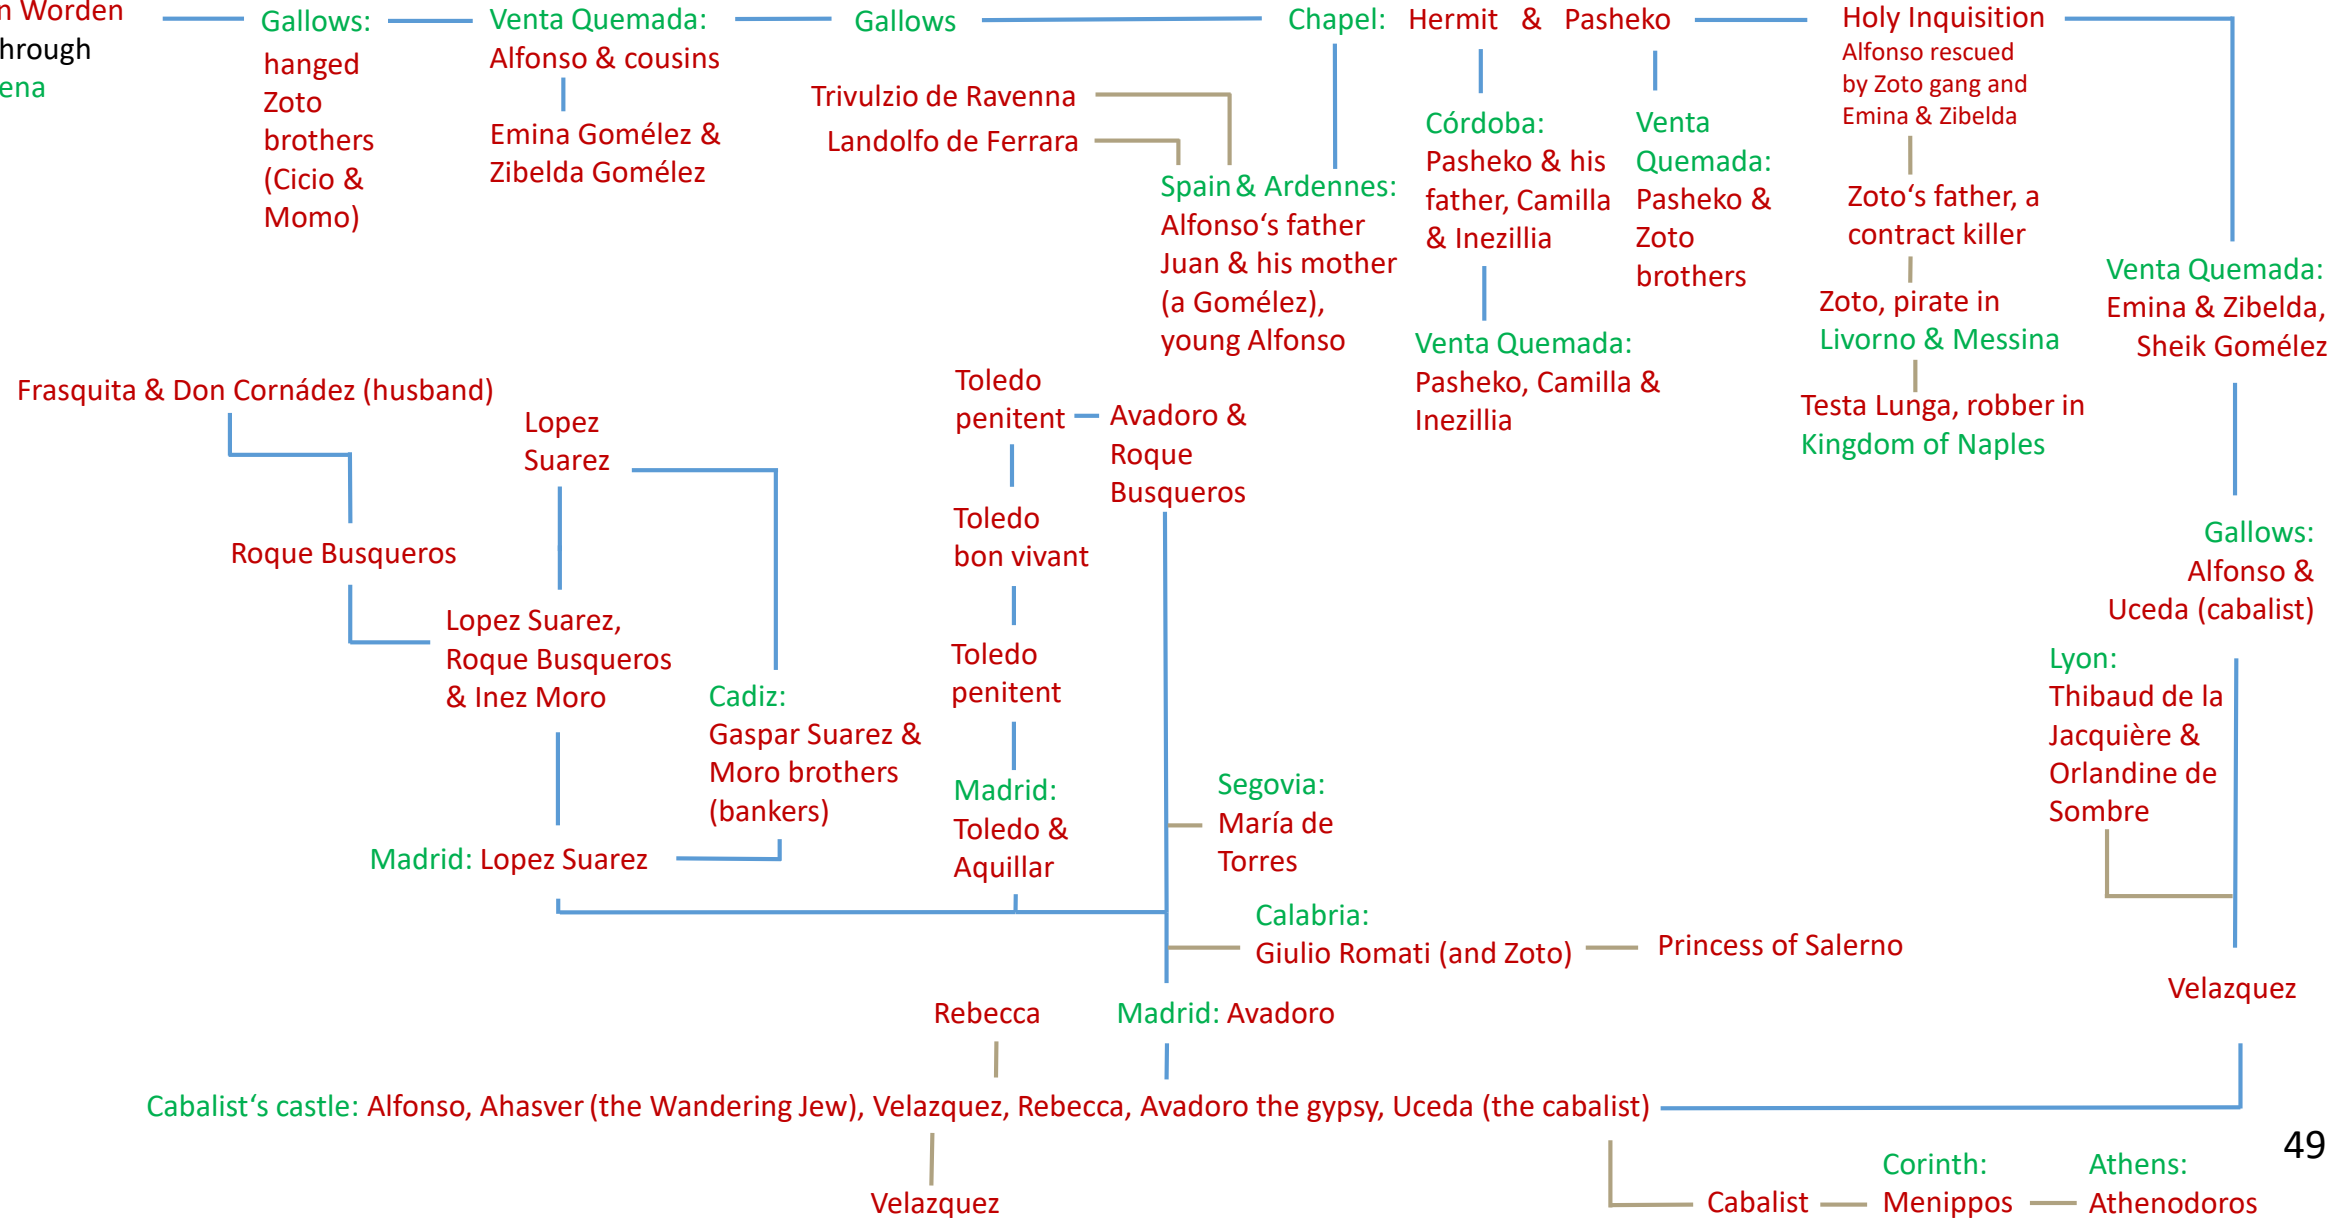 n Worden
hrough
ena
Gallows:
hanged
Zoto
brothers
(Cicio &
Momo)
Venta Quemada:
Alfonso & cousins
Emina Gomélez &
Zibelda Gomélez
Gallows
Trivulzio de Ravenna
Landolfo de Ferrara
Chapel: Hermit & Pasheko
Spain & Ardennes:
Alfonso‘s father
Juan & his mother
(a Gomélez),
young Alfonso
Córdoba:
Pasheko & his
father, Camilla
& Inezillia
Venta Quemada:
Pasheko, Camilla &
Inezillia
Venta
Quemada:
Pasheko &
Zoto
brothers
Holy Inquisition
Alfonso rescued
by Zoto gang and
Emina & Zibelda
Zoto‘s father, a
contract killer
Zoto, pirate in
Livorno & Messina
Testa Lunga, robber in
Kingdom of Naples
Venta Quemada:
Emina & Zibelda,
Sheik Gomélez
Gallows:
Alfonso &
Uceda (cabalist)
Lyon:
Thibaud de la
Jacquière &
Orlandine de
Sombre
Velazquez
Frasquita & Don Cornádez (husband)
Roque Busqueros
Lopez
Suarez
Lopez Suarez,
Roque Busqueros
& Inez Moro
Cadiz:
Gaspar Suarez &
Moro brothers
(bankers)
Madrid: Lopez Suarez
Toledo
penitent
Avadoro &
Roque
Busqueros
Toledo
bon vivant
Toledo
penitent
Madrid:
Toledo &
Aquillar
Segovia:
María de
Torres
Calabria:
Giulio Romati (and Zoto)
Princess of Salerno
Rebecca
Madrid: Avadoro
Cabalist‘s castle: Alfonso, Ahasver (the Wandering Jew), Velazquez, Rebecca, Avadoro the gypsy, Uceda (the cabalist)
Velazquez
Cabalist
Corinth:
Menippos
Athens:
Athenodoros
49